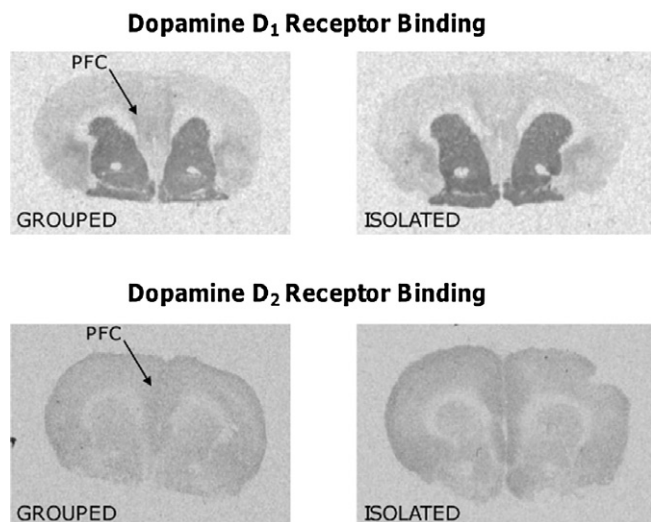 Dopamine D₁ Receptor Binding
PFC
GROUPED
ISOLATED
Dopamine D₂ Receptor Binding
PFC
GROUPED
ISOLATED